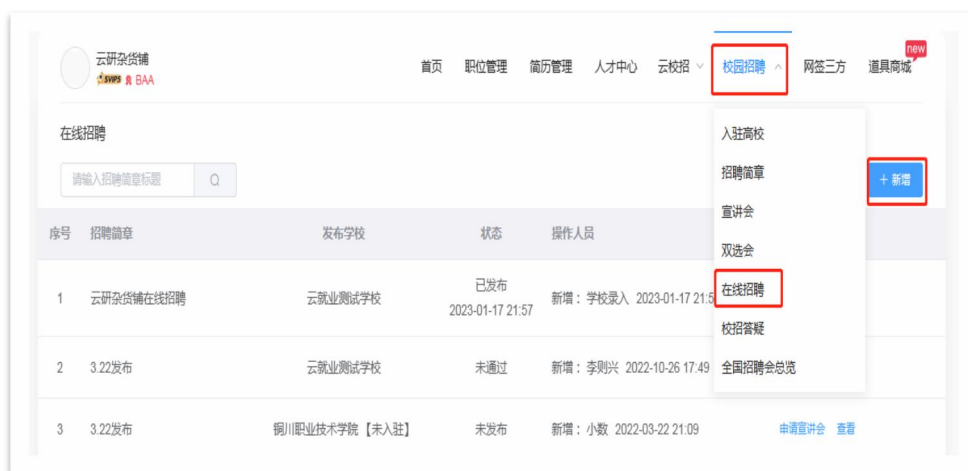 云研杂货铺
SVIP5 BAA
首页 职位管理 简历管理 人才中心 云校招 校园招聘 网签三方 道具商城 new
在线招聘
请输入招聘简章标题
+ 新增
入驻高校
招聘简章
宣讲会
双选会
在线招聘
校招答疑
全国招聘会总览
序号 招聘简章 发布学校 状态 操作人员
1 云研杂货铺在线招聘 云就业测试学校 已发布 2023-01-17 21:57 新增：学校录入 2023-01-17 21:5
2 3.22发布 云就业测试学校 未通过 新增：李则兴 2022-10-26 17:49
3 3.22发布 铜川职业技术学院【未入驻】 未发布 新增：小数 2022-03-22 21:09 申请宣讲会 查看